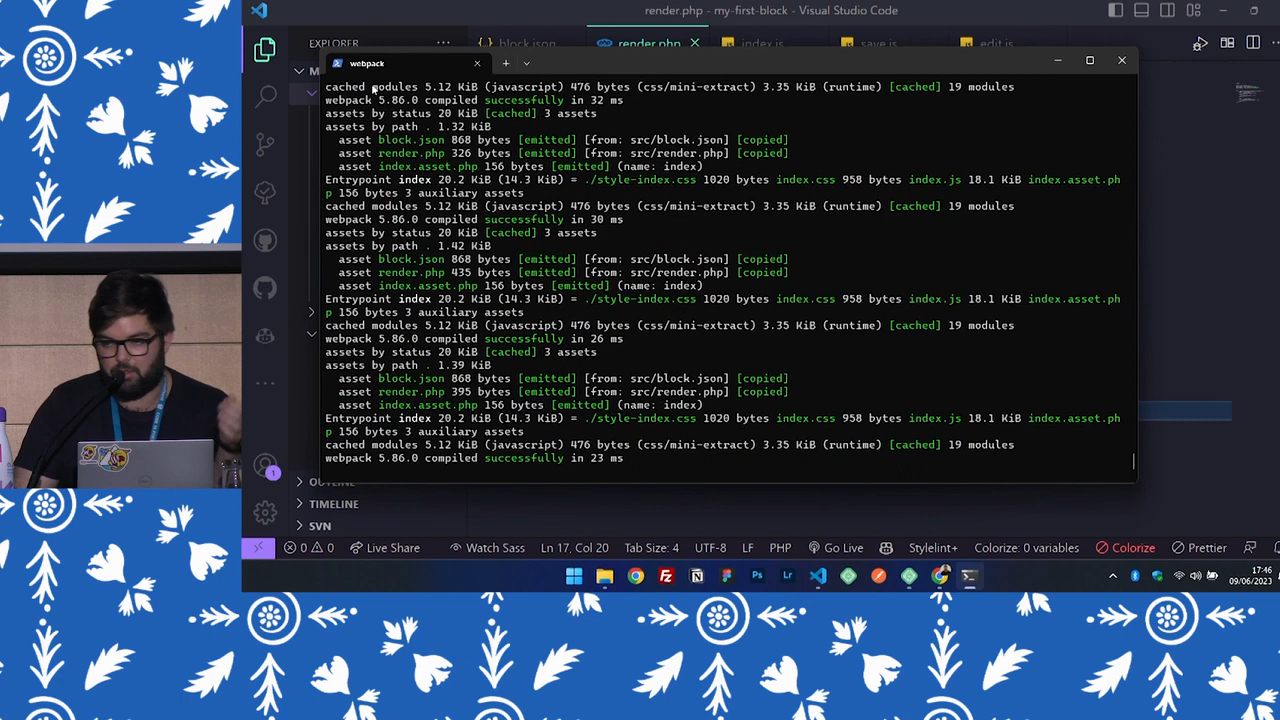 render.php - my-first-block - Visual Studio Code
EXPLORER
block.json
render.php
index.js
save.js
edit.js
webpack
cached modules 5.12 KiB (javascript) 476 bytes (css/mini-extract) 3.35 KiB (runtime) [cached] 19 modules
webpack 5.86.0 compiled successfully in 32 ms
assets by status 20 KiB [cached] 3 assets
assets by path . 1.32 KiB
asset block.json 868 bytes [emitted] [from: src/block.json] [copied]
asset render.php 326 bytes [emitted] [from: src/render.php] [copied]
asset index.asset.php 156 bytes [emitted] (name: index)
Entrypoint index 20.2 KiB (14.3 KiB) = ./style-index.css 1020 bytes index.css 958 bytes index.js 18.1 KiB index.asset.ph
p 156 bytes 3 auxiliary assets
cached modules 5.12 KiB (javascript) 476 bytes (css/mini-extract) 3.35 KiB (runtime) [cached] 19 modules
webpack 5.86.0 compiled successfully in 30 ms
assets by status 20 KiB [cached] 3 assets
assets by path . 1.42 KiB
asset block.json 868 bytes [emitted] [from: src/block.json] [copied]
asset render.php 435 bytes [emitted] [from: src/render.php] [copied]
asset index.asset.php 156 bytes [emitted] (name: index)
Entrypoint index 20.2 KiB (14.3 KiB) = ./style-index.css 1020 bytes index.css 958 bytes index.js 18.1 KiB index.asset.ph
p 156 bytes 3 auxiliary assets
cached modules 5.12 KiB (javascript) 476 bytes (css/mini-extract) 3.35 KiB (runtime) [cached] 19 modules
webpack 5.86.0 compiled successfully in 26 ms
assets by status 20 KiB [cached] 3 assets
assets by path . 1.39 KiB
asset block.json 868 bytes [emitted] [from: src/block.json] [copied]
asset render.php 395 bytes [emitted] [from: src/render.php] [copied]
asset index.asset.php 156 bytes [emitted] (name: index)
Entrypoint index 20.2 KiB (14.3 KiB) = ./style-index.css 1020 bytes index.css 958 bytes index.js 18.1 KiB index.asset.ph
p 156 bytes 3 auxiliary assets
cached modules 5.12 KiB (javascript) 476 bytes (css/mini-extract) 3.35 KiB (runtime) [cached] 19 modules
webpack 5.86.0 compiled successfully in 23 ms
1
OUTLINE
TIMELINE
SVN
0 0 Live Share Watch Sass Ln 17, Col 20 Tab Size: 4 UTF-8 LF PHP Go Live Stylelint+ Colorize: 0 variables Colorize Prettier
Ps Lr
17:46
09/06/2023